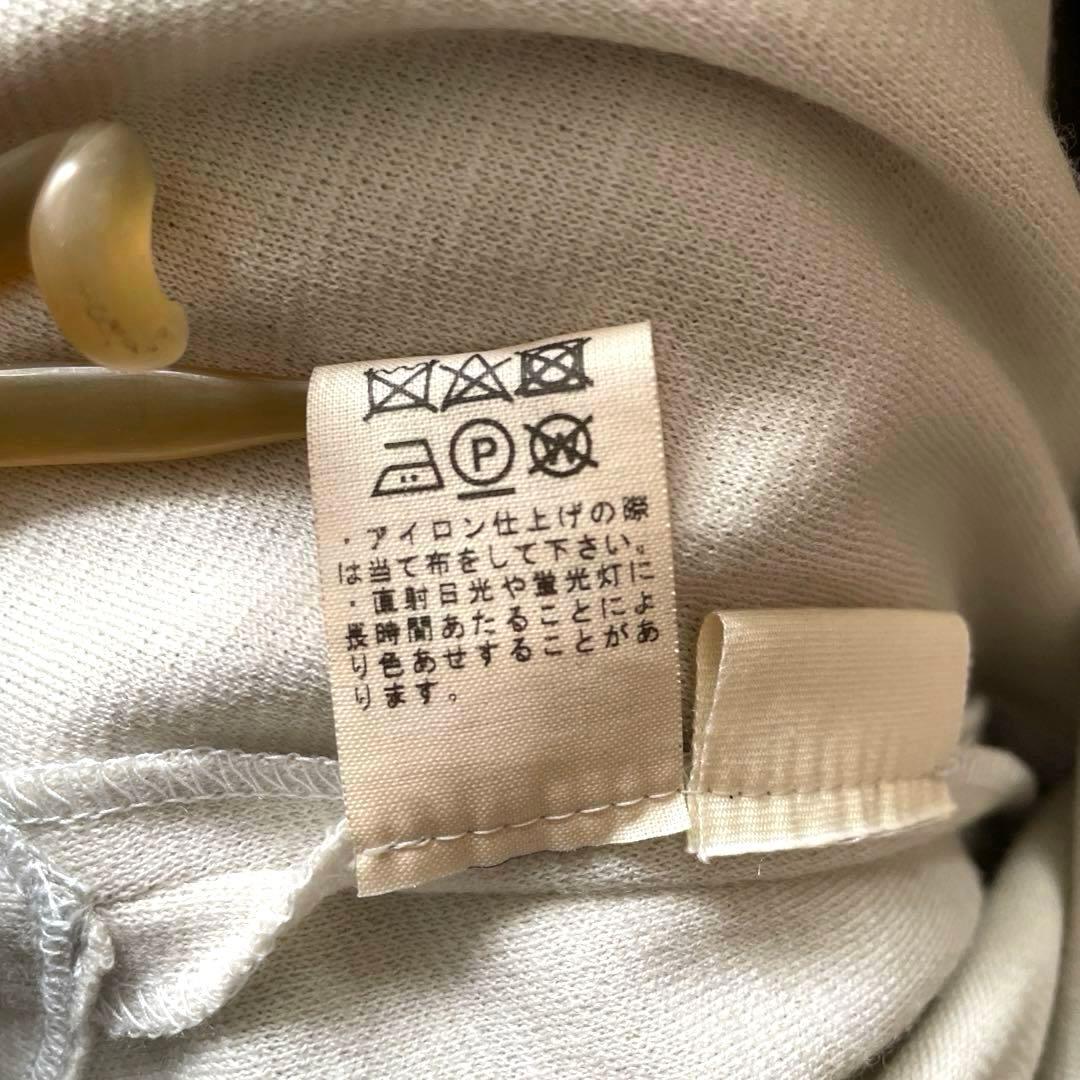 P W
・アイロン仕上げの際
は当て布をして下さい。
・直射日光や蛍光灯に
長時間あたることによ
り色あせすることがあ
ります。